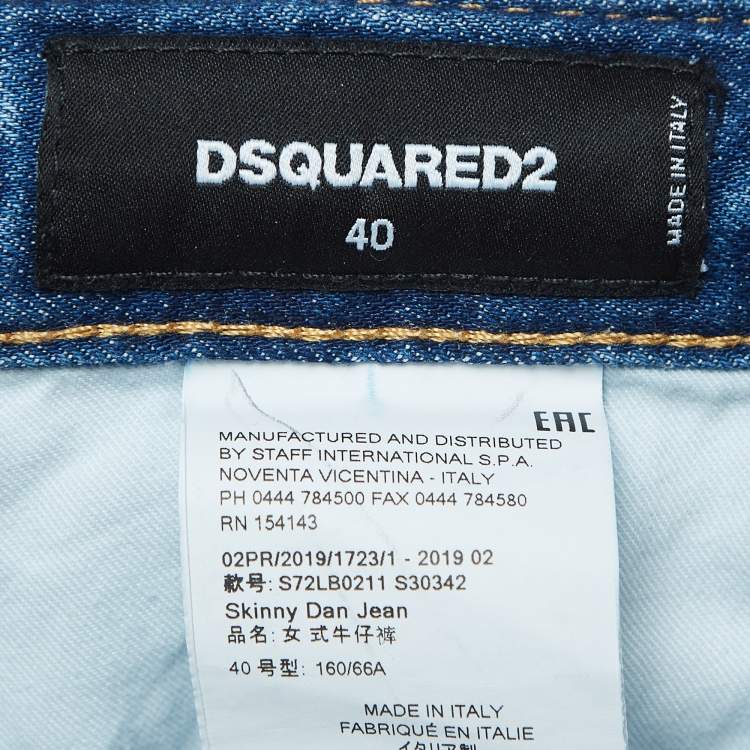 DSQUARED2
40
MADE IN ITALY
EAC
MANUFACTURED AND DISTRIBUTED
BY STAFF INTERNATIONAL S.P.A.
NOVENTA VICENTINA - ITALY
PH 0444 784500 FAX 0444 784580
RN 154143
02PR/2019/1723/1 - 2019 02
款号: S72LB0211 S30342
Skinny Dan Jean
品名: 女 式牛仔裤
40 号型: 160/66A
MADE IN ITALY
FABRIQUÉ EN ITALIE
イタリア製